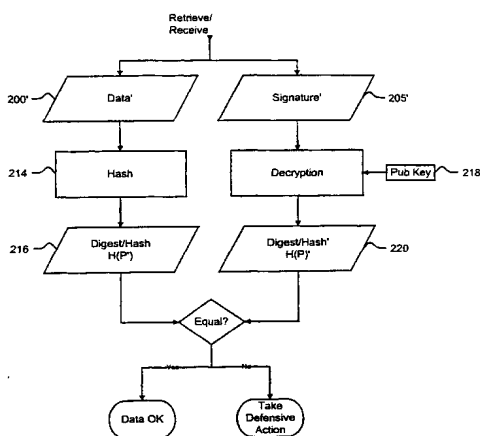 Retrieve/
Receive
200'
Data'
Signature'
205'
214
Hash
Decryption
Pub Key
218
216
Digest/Hash
H(P')
Digest/Hash'
H(P)'
220
Equal?
Yes
No
Data OK
Take
Defensive
Action